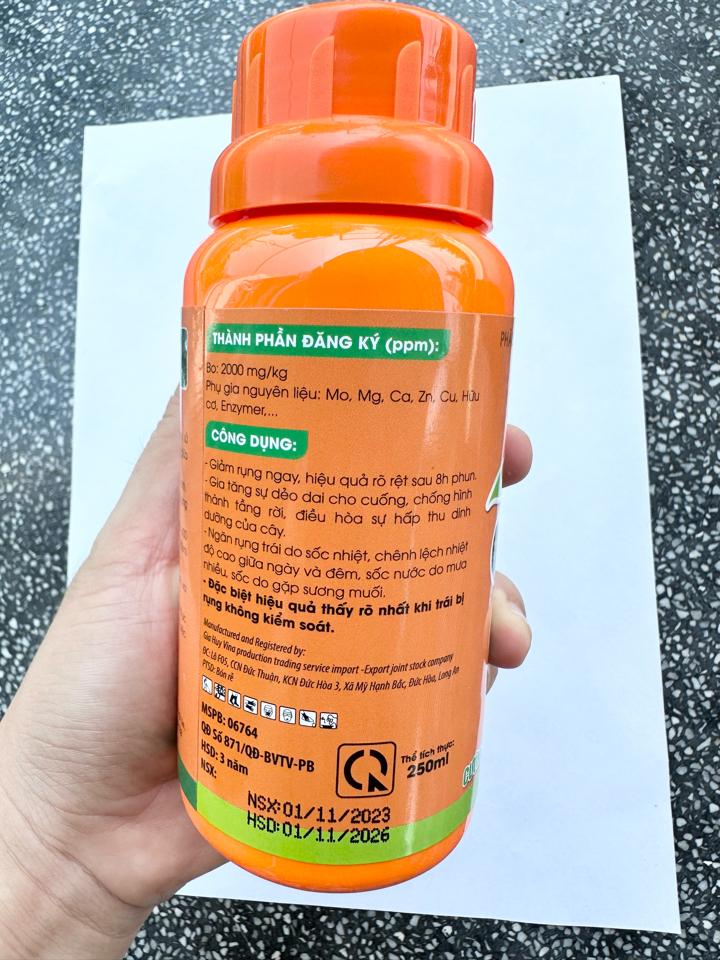 THÀNH PHẦN ĐĂNG KÝ (ppm):
Bo: 2000 mg/kg
Phụ gia nguyên liệu: Mo, Mg, Ca, Zn, Cu, Hữu
cơ, Enzymer,...
CÔNG DỤNG:
- Giảm rụng ngay, hiệu quả rõ rệt sau 8h phun.
- Gia tăng sự dẻo dai cho cuống, chống hình
thành tầng rời, điều hòa sự hấp thu dinh
dưỡng của cây.
- Ngăn rụng trái do sốc nhiệt, chênh lệch nhiệt
độ cao giữa ngày và đêm, sốc nước do mưa
nhiều, sốc do gặp sương muối.
- Đặc biệt hiệu quả thấy rõ nhất khi trái bị
rụng không kiểm soát.
Manufactured and Registered by:
Gia Huy Vina production trading service import -Export joint stock company
ĐC: Lô F05, CCN Đức Thuận, KCN Đức Hòa 3, Xã Mỹ Hạnh Bắc, Đức Hòa, Long An
PTSD: Bón rễ
MSPB: 06764
QĐ Số 871/QĐ-BVTV-PB
HSD: 3 năm
NSX:
Thể tích thực:
250ml
NSX:01/11/2023
HSD:01/11/2026